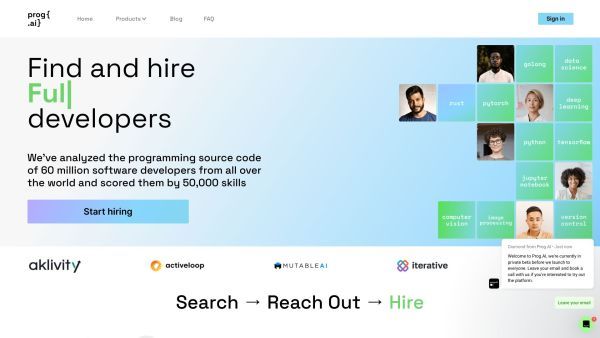 prog{
.ai}
Home
Products
Blog
FAQ
Sign in
Find and hire
Ful|
developers
We've analyzed the programming source code
of 60 million software developers from all over
the world and scored them by 50,000 skills
Start hiring
golang
data
science
rust
pytorch
deep
learning
python
tensorflow
jupyter
notebook
computer
vision
image
processing
version
control
aklivity
activeloop
MUTABLEAI
iterative
Search → Reach Out → Hire
Diamond from Prog.AI · Just now
Welcome to Prog.AI, we're currently in
private beta before we launch to
everyone. Leave your email and book a
call with us if you're interested to try out
the platform.
Leave your email